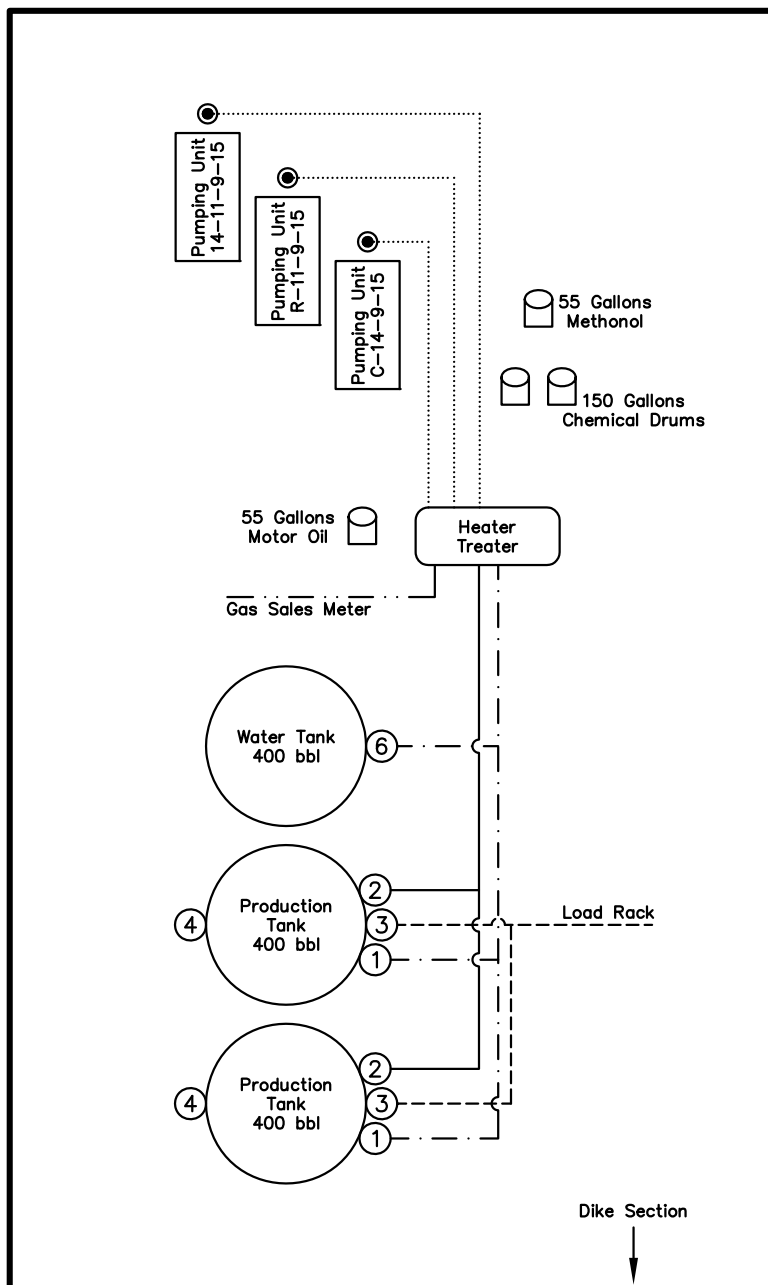 Pumping Unit
14-11-9-15
Pumping Unit
R-11-9-15
Pumping Unit
C-14-9-15
55 Gallons
Methonol
150 Gallons
Chemical Drums
55 Gallons
Motor Oil
Heater
Treater
Gas Sales Meter
Water Tank
400 bbl
6
2
Production
Tank
400 bbl
4
3
Load Rack
1
2
Production
Tank
400 bbl
4
3
1
Dike Section